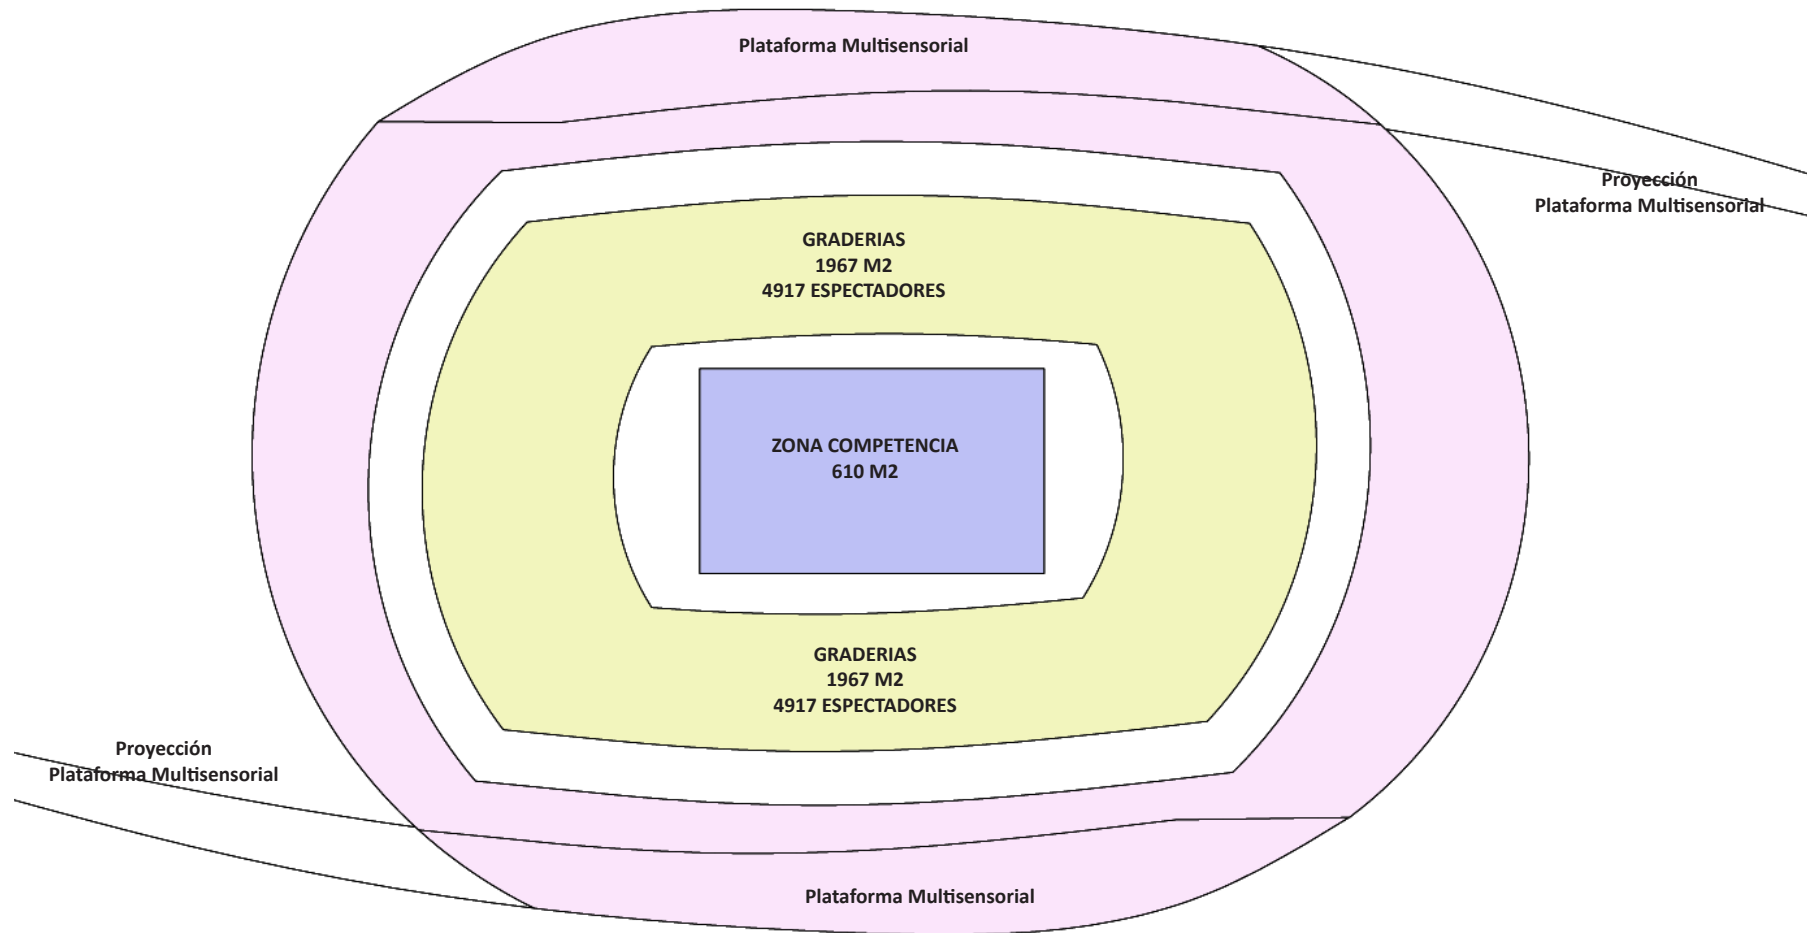 Plataforma Multisensorial
Proyección
Plataforma Multisensorial
GRADERIAS
1967 M2
4917 ESPECTADORES
ZONA COMPETENCIA
610 M2
GRADERIAS
1967 M2
4917 ESPECTADORES
Proyección
Plataforma Multisensorial
Plataforma Multisensorial